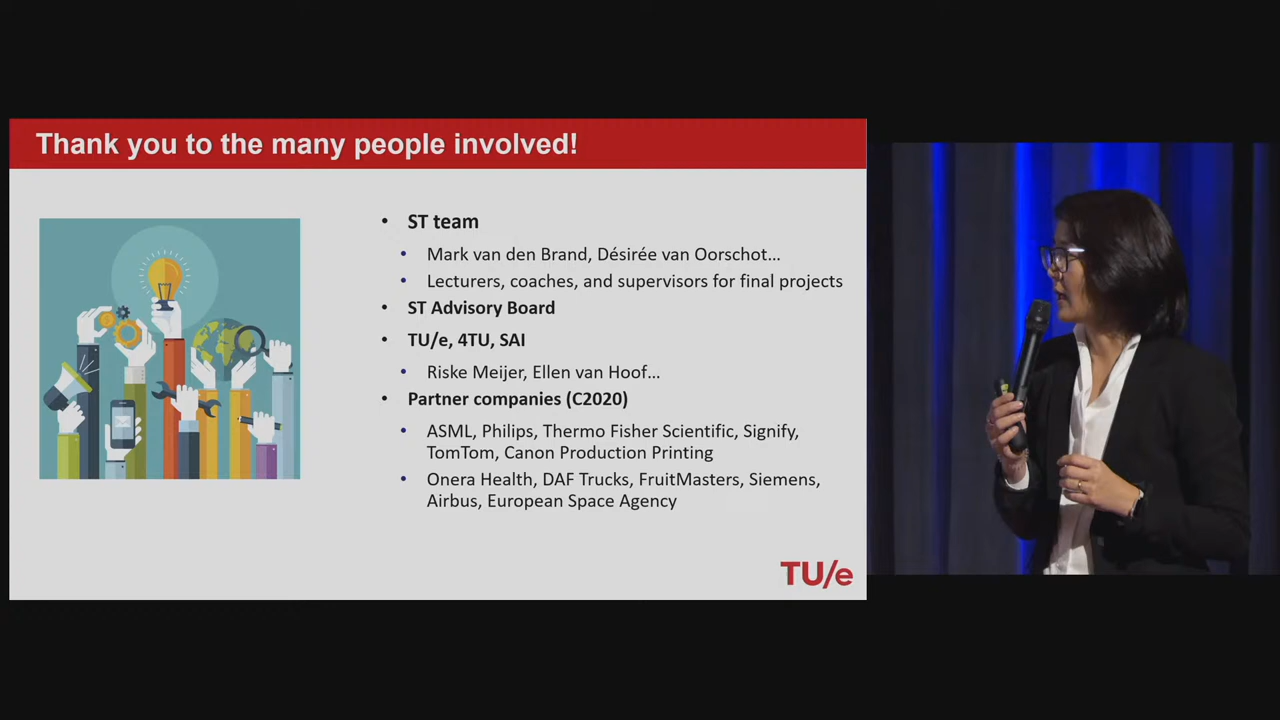 Thank you to the many people involved!
• ST team
• Mark van den Brand, Désirée van Oorschot...
• Lecturers, coaches, and supervisors for final projects
• ST Advisory Board
• TU/e, 4TU, SAI
• Riske Meijer, Ellen van Hoof...
• Partner companies (C2020)
• ASML, Philips, Thermo Fisher Scientific, Signify,
TomTom, Canon Production Printing
• Onera Health, DAF Trucks, FruitMasters, Siemens,
Airbus, European Space Agency
TU/e